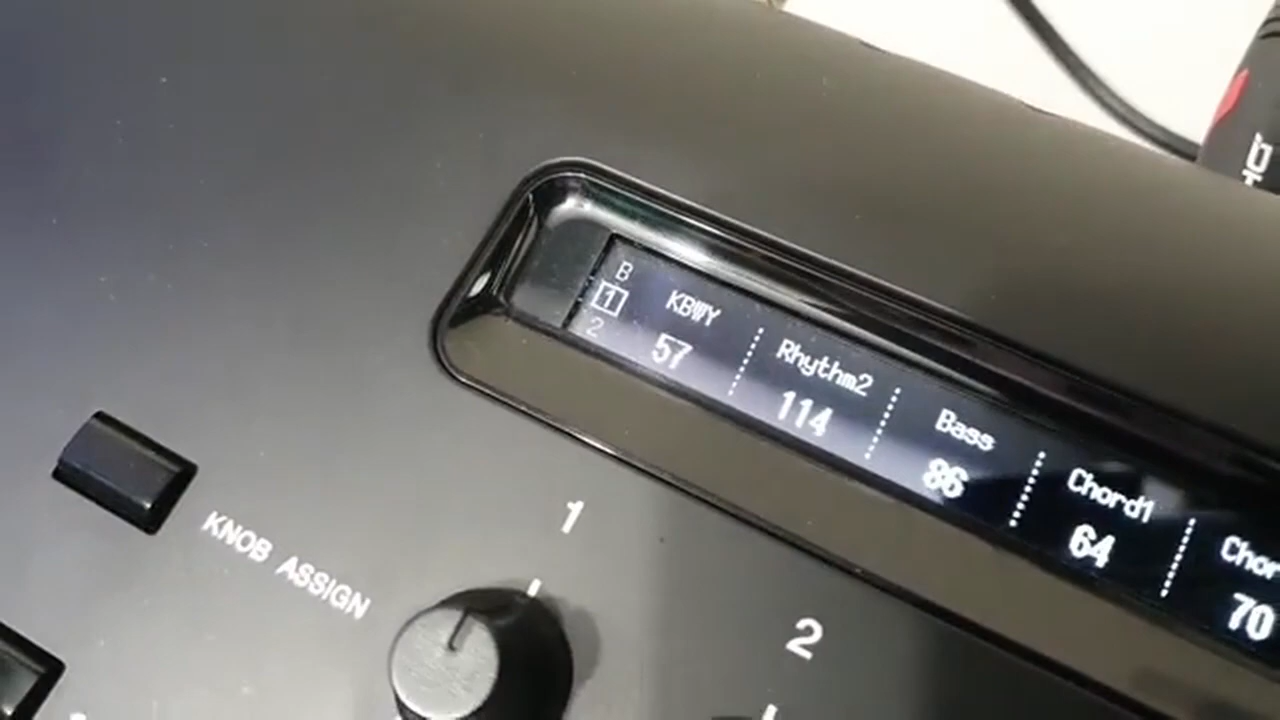 B
1
2
KBWY
57
Rhythm2
114
Bass
86
Chord1
64
Chor
70
KNOB ASSIGN
1
2